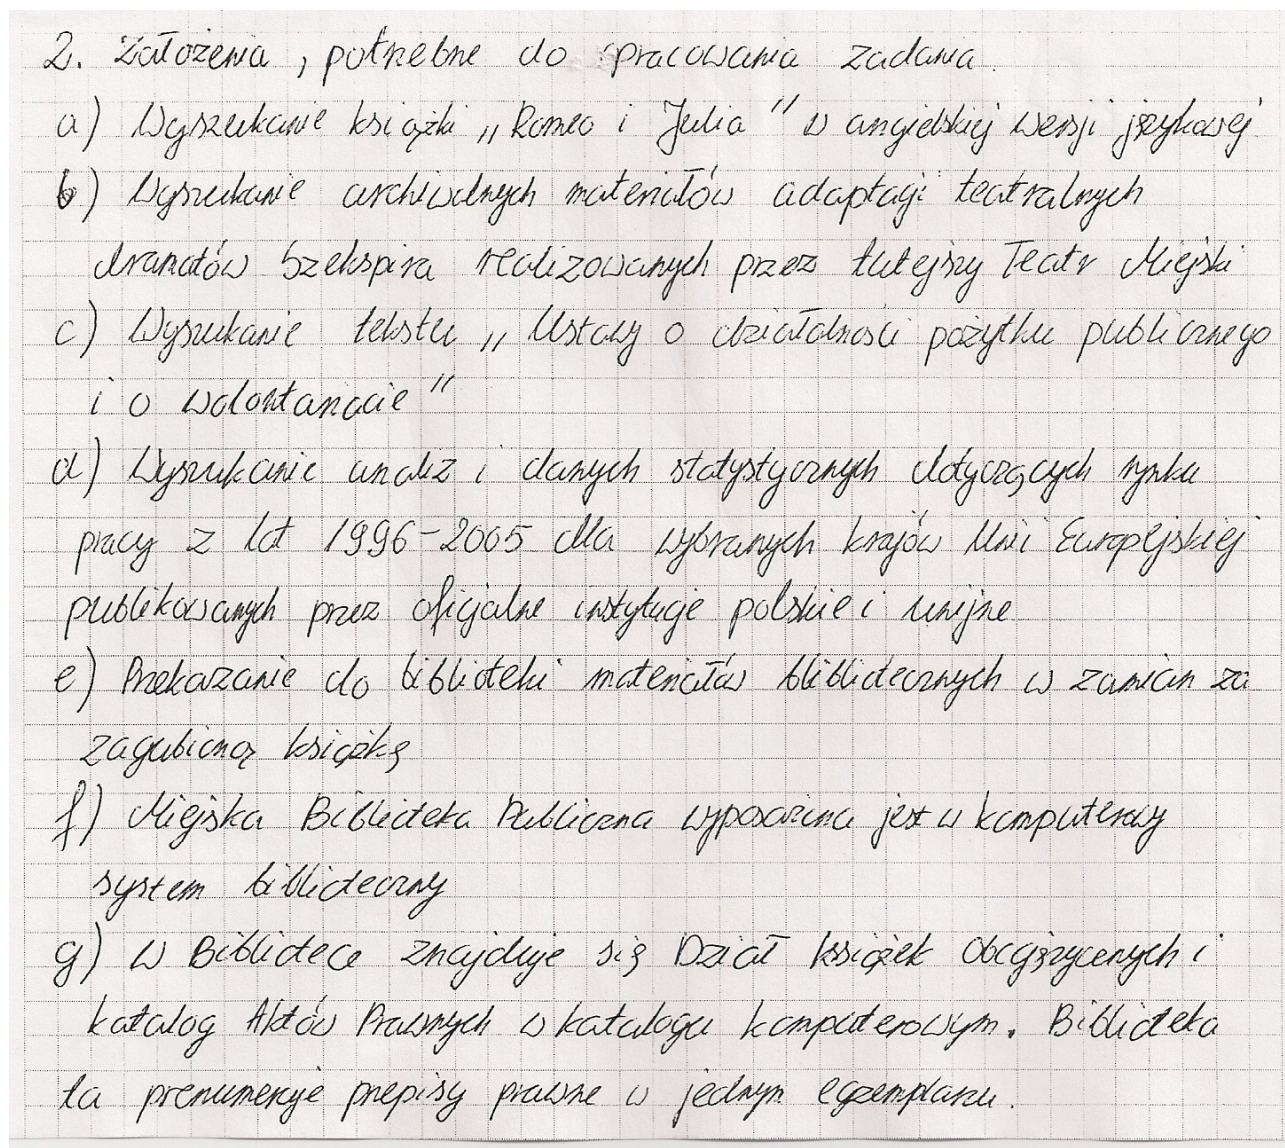 2. Założenia, potrzebne do opracowania zadania.
a) Wyszukanie książki „Romeo i Julia" w angielskiej wersji językowej
b) Wyszukanie archiwalnych materiałów adaptacji teatralnych
dramatów Szekspira realizowanych przez tutejszy Teatr Miejski
c) Wyszukanie tekstu „Ustawy o działalności pożytku publicznego
i o wolontariacie"
d) Wyszukanie analiz i danych statystycznych dotyczących rynku
pracy z lat 1996-2005 dla wybranych krajów Unii Europejskiej
publikowanych przez oficjalne instytucje polskie i unijne
e) Przekazanie do biblioteki materiałów bibliotecznych w zamian za
zagubioną książkę
f) Miejska Biblioteka Publiczna wyposażona jest w komputerowy
system biblioteczny
g) W Bibliotece znajduje się Dział książek obcojęzycznych i
katalog Aktów Prawnych w katalogu komputerowym. Biblioteka
ta prenumeruje przepisy prawne w jednym egzemplarzu.